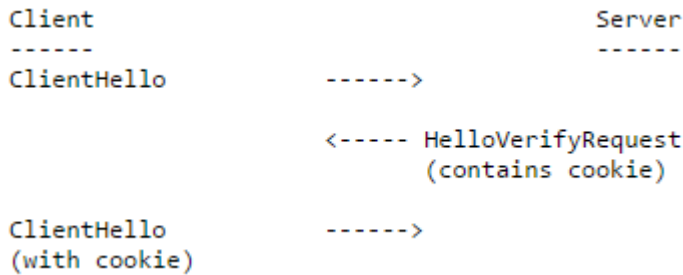 Client                                   Server
------                                   ------
ClientHello           ------>

                      <----- HelloVerifyRequest
                             (contains cookie)

ClientHello           ------>
(with cookie)